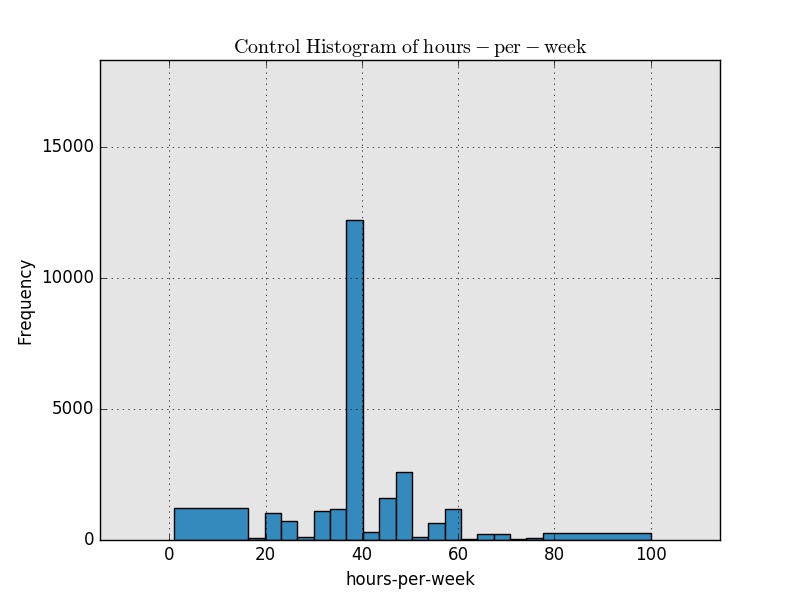 Control Histogram of hours − per − week
15000
10000
5000
0
Frequency
0 20 40 60 80 100
hours-per-week